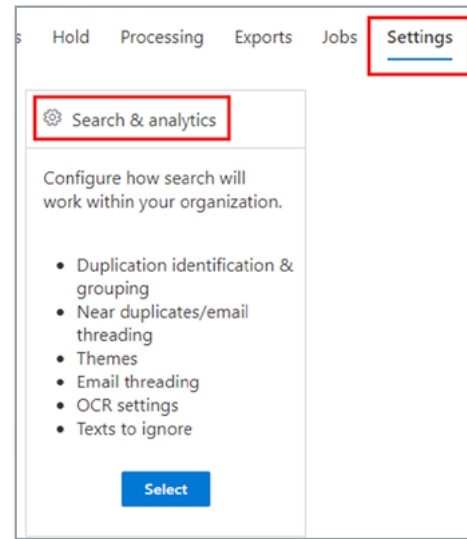 s Hold Processing Exports Jobs Settings
Search & analytics
Configure how search will
work within your organization.
• Duplication identification &
grouping
• Near duplicates/email
threading
• Themes
• Email threading
• OCR settings
• Texts to ignore
Select